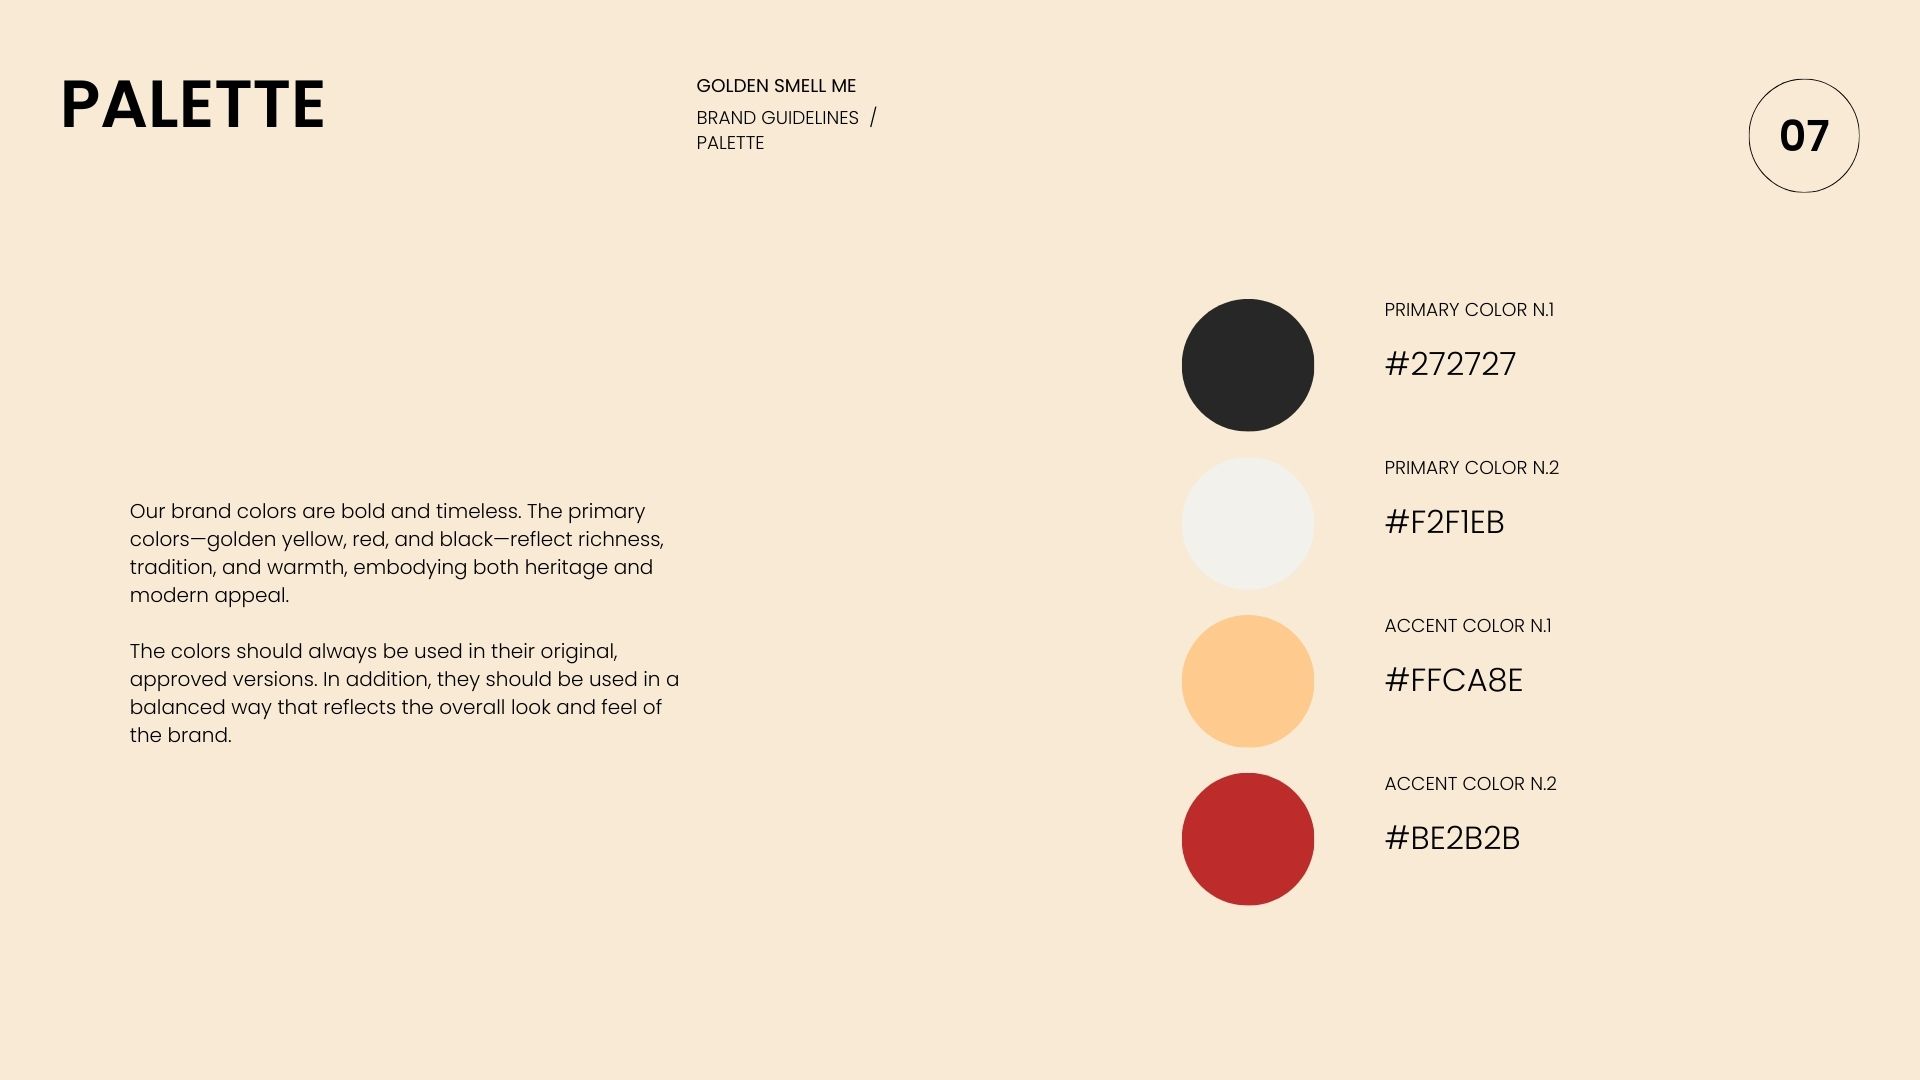 PALETTE
GOLDEN SMELL ME
BRAND GUIDELINES /
PALETTE
07
Our brand colors are bold and timeless. The primary
colors—golden yellow, red, and black—reflect richness,
tradition, and warmth, embodying both heritage and
modern appeal.
The colors should always be used in their original,
approved versions. In addition, they should be used in a
balanced way that reflects the overall look and feel of
the brand.
PRIMARY COLOR N.1
#272727
PRIMARY COLOR N.2
#F2F1EB
ACCENT COLOR N.1
#FFCA8E
ACCENT COLOR N.2
#BE2B2B